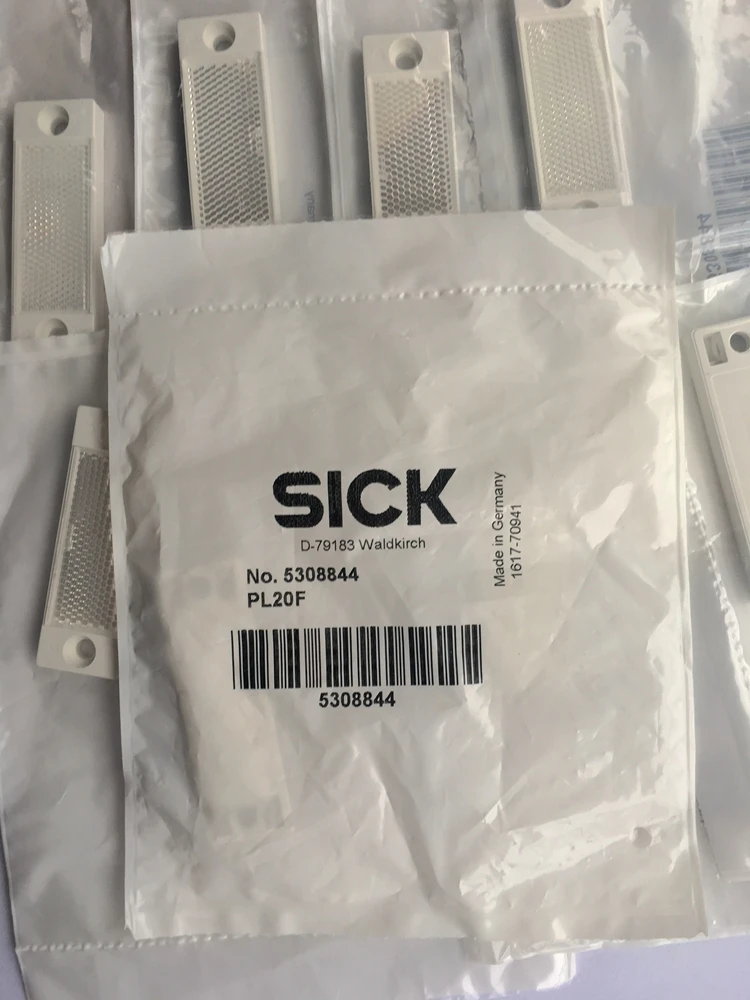 SICK
D-79183 Waldkirch
Made in Germany
1617-70941
No. 5308844
PL20F
5308844